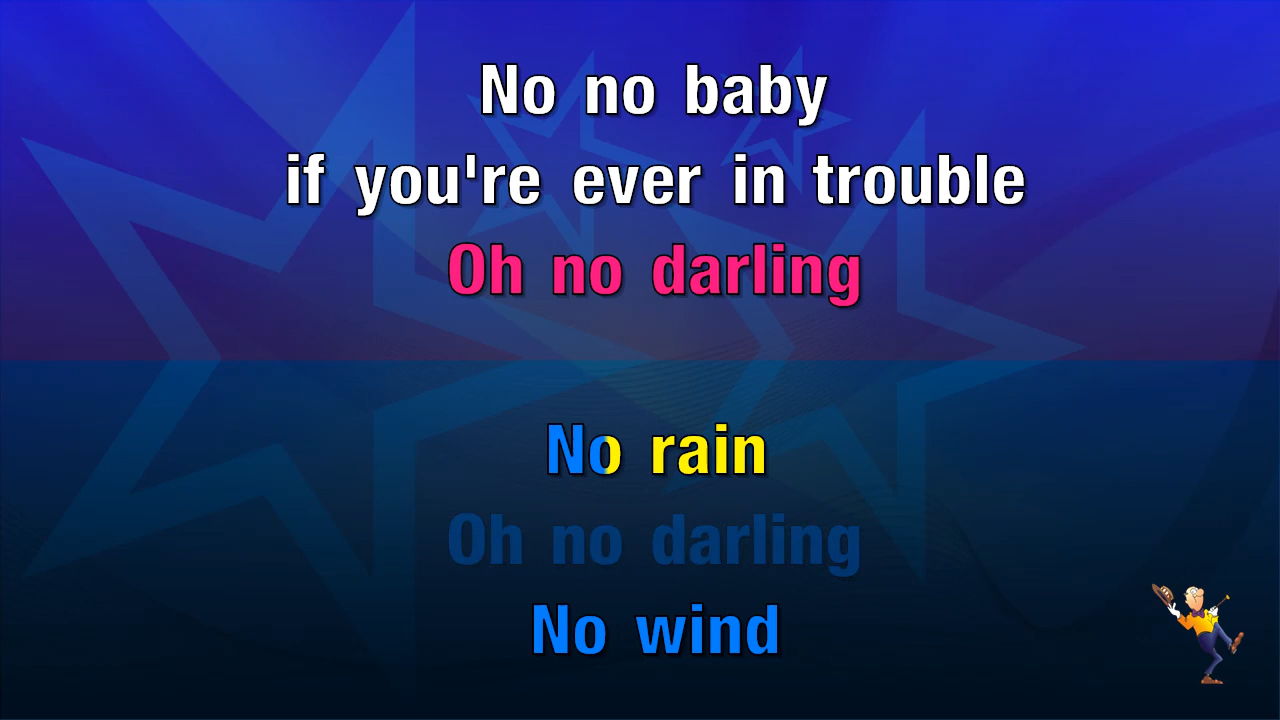 No no baby
if you're ever in trouble
Oh no darling
No rain
Oh no darling
No wind